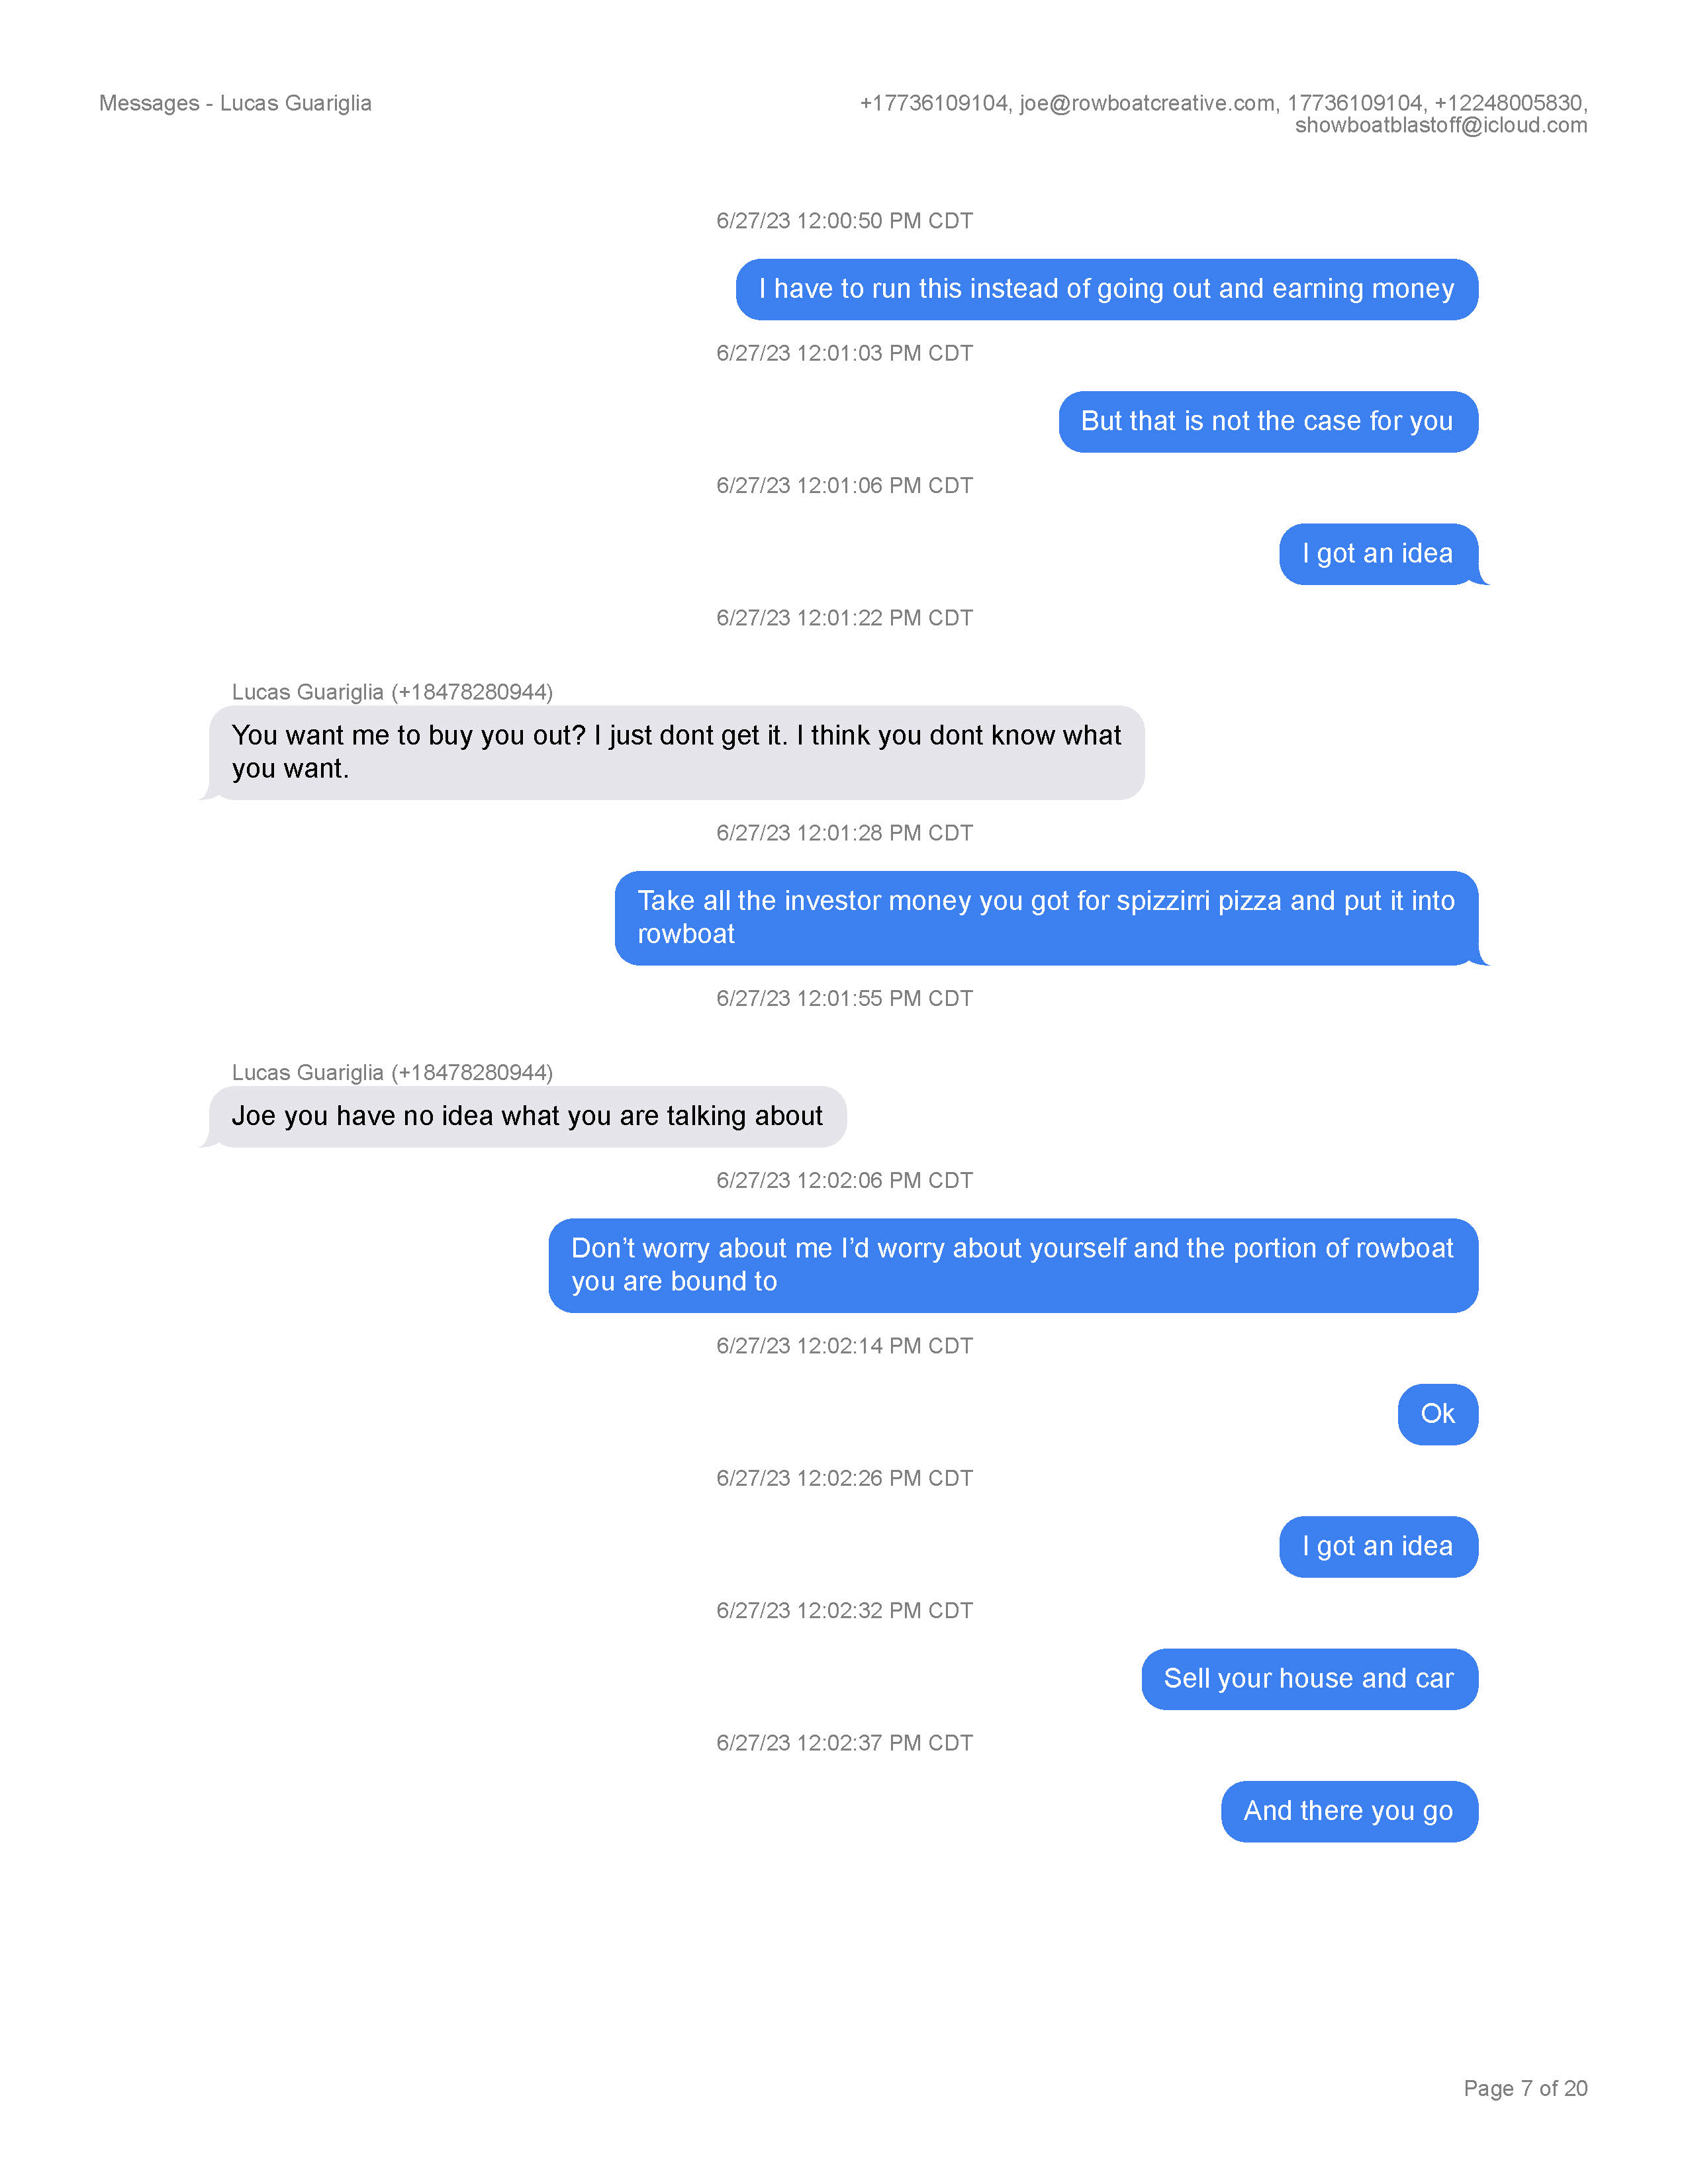 Messages - Lucas Guariglia
+17736109104, joe@rowboatcreative.com, 17736109104, +12248005830,
showboatblastoff@icloud.com
6/27/23 12:00:50 PM CDT
I have to run this instead of going out and earning money
6/27/23 12:01:03 PM CDT
But that is not the case for you
6/27/23 12:01:06 PM CDT
I got an idea
6/27/23 12:01:22 PM CDT
Lucas Guariglia (+18478280944)
You want me to buy you out? I just dont get it. I think you dont know what
you want.
6/27/23 12:01:28 PM CDT
Take all the investor money you got for spizzirri pizza and put it into
rowboat
6/27/23 12:01:55 PM CDT
Lucas Guariglia (+18478280944)
Joe you have no idea what you are talking about
6/27/23 12:02:06 PM CDT
Don’t worry about me I’d worry about yourself and the portion of rowboat
you are bound to
6/27/23 12:02:14 PM CDT
Ok
6/27/23 12:02:26 PM CDT
I got an idea
6/27/23 12:02:32 PM CDT
Sell your house and car
6/27/23 12:02:37 PM CDT
And there you go
Page 7 of 20